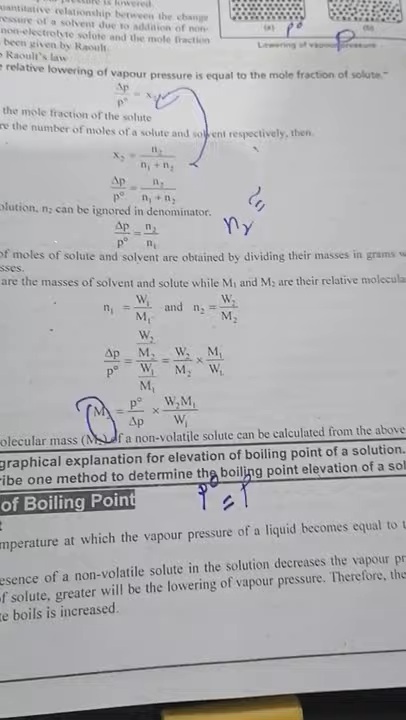 is lowered.
quantitative relationship between the change
pressure of a solvent due to addition of non-
non-electrolyte solute and the mole fraction
been given by Raoult.
Raoult's law
(a) (b)
p° p
Lowering of vapour pressure
relative lowering of vapour pressure is equal to the mole fraction of solute."
Δp/p° = x₂
the mole fraction of the solute
re the number of moles of a solute and solvent respectively, then.
x₂ = n₂/(n₁ + n₂)
Δp/p° = n₂/(n₁ + n₂)
olution, n₂ can be ignored in denominator.
Δp/p° = n₂/n₁
of moles of solute and solvent are obtained by dividing their masses in grams w
sses.
are the masses of solvent and solute while M₁ and M₂ are their relative molecula
n₁ = W₁/M₁ and n₂ = W₂/M₂
Δp/p° = (W₂/M₂)/(W₁/M₁) = W₂/M₂ × M₁/W₁
M₂ = p°/Δp × W₂M₁/W₁
olecular mass (M₂) of a non-volatile solute can be calculated from the above
graphical explanation for elevation of boiling point of a solution.
ribe one method to determine the boiling point elevation of a sol
p° = p
of Boiling Point
mperature at which the vapour pressure of a liquid becomes equal to t
esence of a non-volatile solute in the solution decreases the vapour pr
of solute, greater will be the lowering of vapour pressure. Therefore, the
te boils is increased.